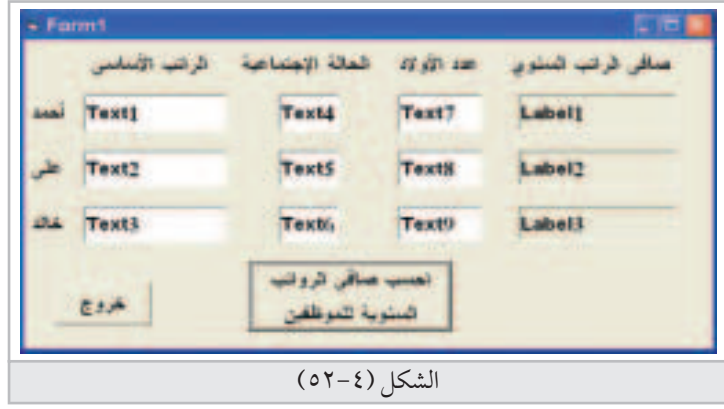 Form1
الراتب الأساسي الحالة الإجتماعية عدد الأولاد صافي الراتب السنوي
أحمد Text1 Text4 Text7 Label1
علي Text2 Text5 Text8 Label2
خالد Text3 Text6 Text9 Label3
احسب صافي الرواتب
السنوية للموظفين
خروج
الشكل (٤-٥٢)